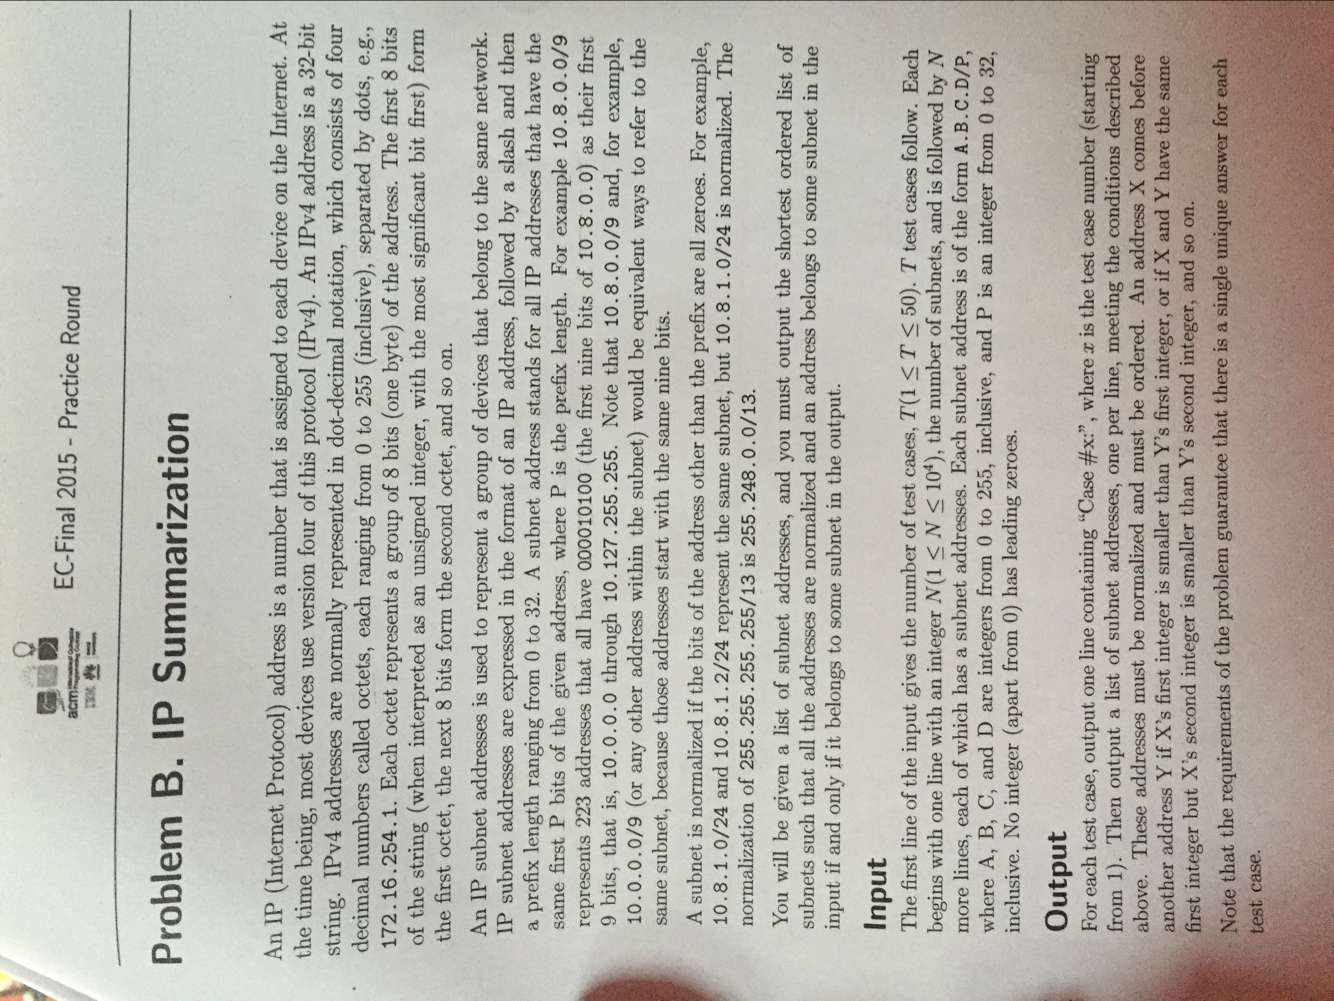 acm International Collegiate
Programming Contest
IBM
EC-Final 2015 - Practice Round
Problem B. IP Summarization
An IP (Internet Protocol) address is a number that is assigned to each device on the Internet. At
the time being, most devices use version four of this protocol (IPv4). An IPv4 address is a 32-bit
string. IPv4 addresses are normally represented in dot-decimal notation, which consists of four
decimal numbers called octets, each ranging from 0 to 255 (inclusive), separated by dots, e.g.,
172.16.254.1. Each octet represents a group of 8 bits (one byte) of the address. The first 8 bits
of the string (when interpreted as an unsigned integer, with the most significant bit first) form
the first octet, the next 8 bits form the second octet, and so on.
An IP subnet addresses is used to represent a group of devices that belong to the same network.
IP subnet addresses are expressed in the format of an IP address, followed by a slash and then
a prefix length ranging from 0 to 32. A subnet address stands for all IP addresses that have the
same first P bits of the given address, where P is the prefix length. For example 10.8.0.0/9
represents 223 addresses that all have 000010100 (the first nine bits of 10.8.0.0) as their first
9 bits, that is, 10.0.0.0 through 10.127.255.255. Note that 10.8.0.0/9 and, for example,
10.0.0.0/9 (or any other address within the subnet) would be equivalent ways to refer to the
same subnet, because those addresses start with the same nine bits.
A subnet is normalized if the bits of the address other than the prefix are all zeroes. For example,
10.8.1.0/24 and 10.8.1.2/24 represent the same subnet, but 10.8.1.0/24 is normalized. The
normalization of 255.255.255.255/13 is 255.248.0.0/13.
You will be given a list of subnet addresses, and you must output the shortest ordered list of
subnets such that all the addresses are normalized and an address belongs to some subnet in the
input if and only if it belongs to some subnet in the output.
Input
The first line of the input gives the number of test cases, T(1 ≤ T ≤ 50). T test cases follow. Each
begins with one line with an integer N(1 ≤ N ≤ 10⁴), the number of subnets, and is followed by N
more lines, each of which has a subnet addresses. Each subnet address is of the form A.B.C.D/P,
where A, B, C, and D are integers from 0 to 255, inclusive, and P is an integer from 0 to 32,
inclusive. No integer (apart from 0) has leading zeroes.
Output
For each test case, output one line containing “Case #x:”, where x is the test case number (starting
from 1). Then output a list of subnet addresses, one per line, meeting the conditions described
above. These addresses must be normalized and must be ordered. An address X comes before
another address Y if X's first integer is smaller than Y's first integer, or if X and Y have the same
first integer but X's second integer is smaller than Y's second integer, and so on.
Note that the requirements of the problem guarantee that there is a single unique answer for each
test case.